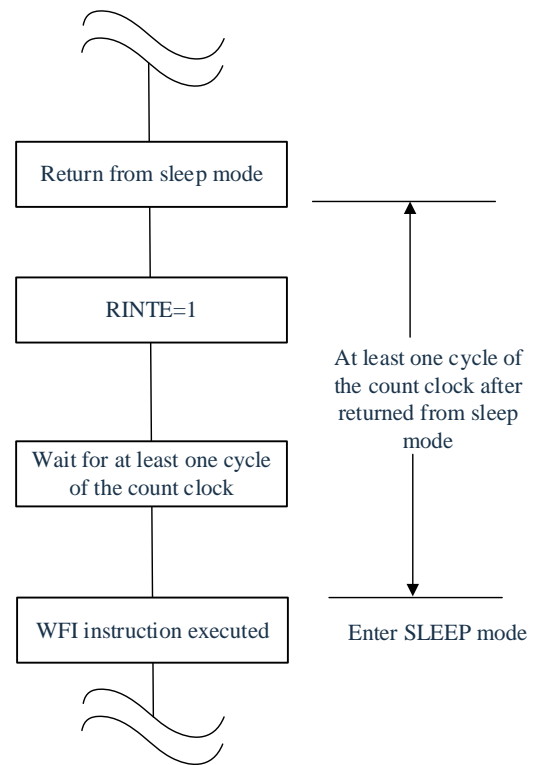 Return from sleep mode
RINTE=1
At least one cycle of
the count clock after
returned from sleep
mode
Wait for at least one cycle
of the count clock
WFI instruction executed
Enter SLEEP mode